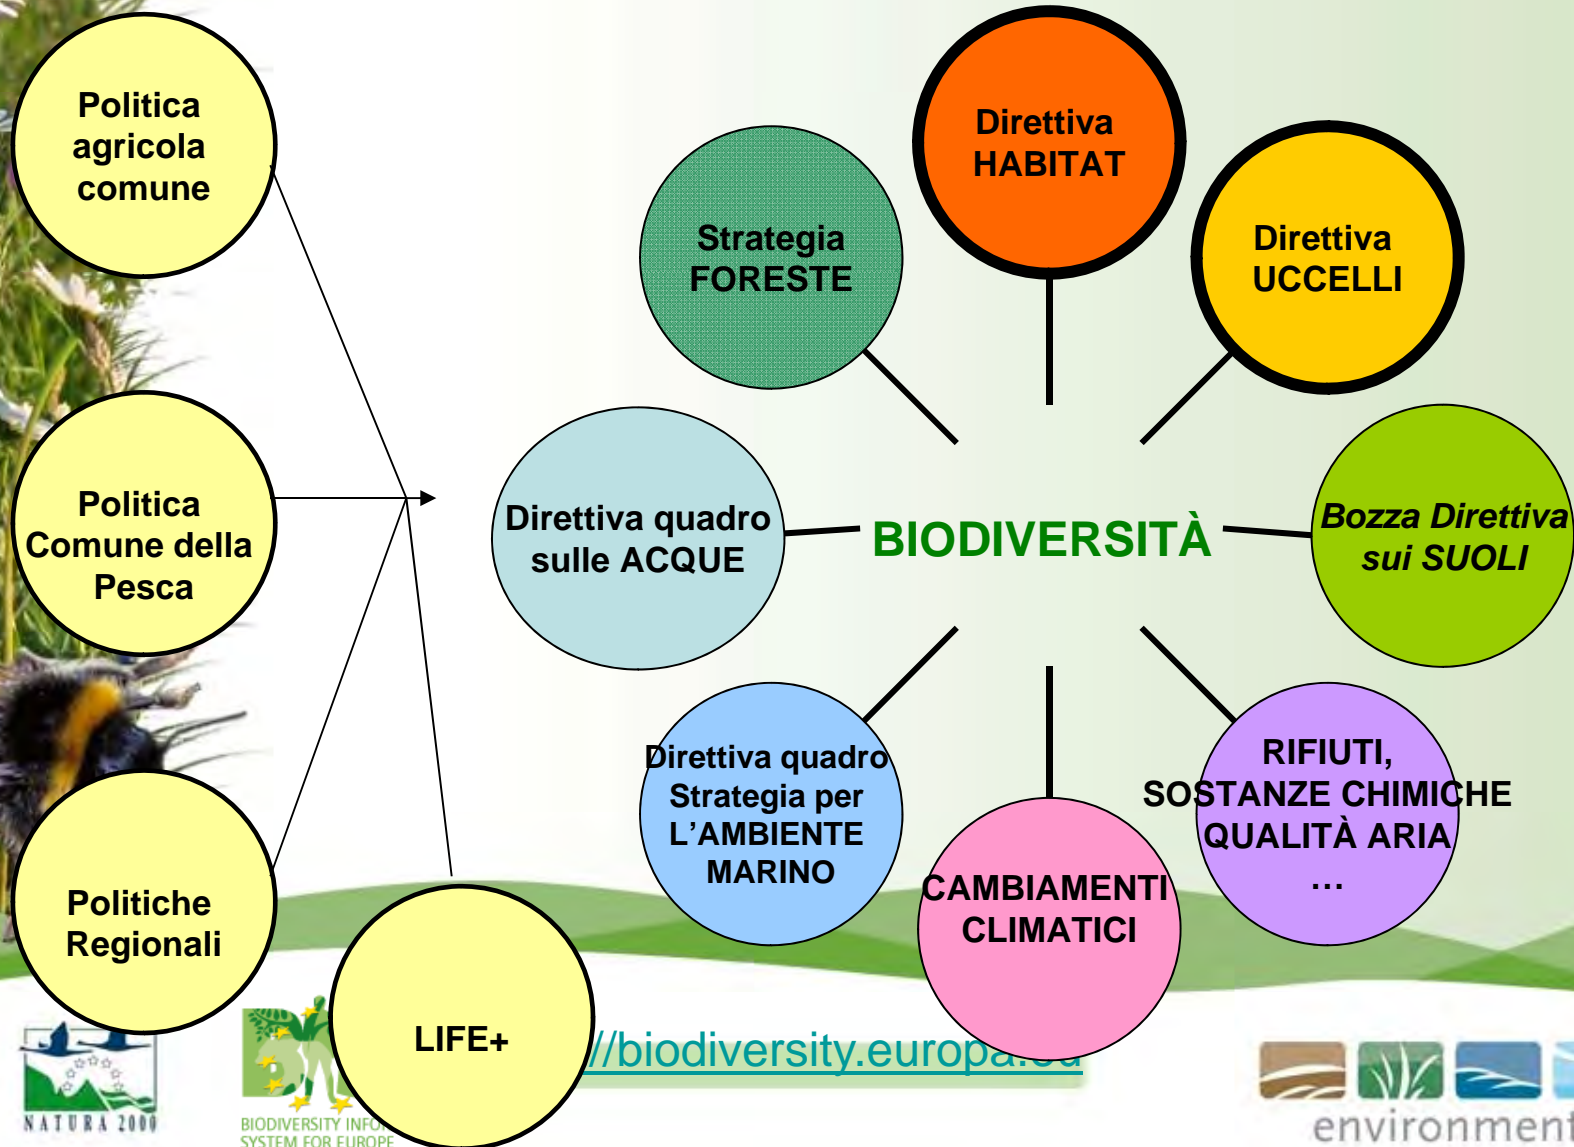 Politica
agricola
comune
Politica
Comune della
Pesca
Politiche
Regionali
LIFE+
Direttiva
HABITAT
Strategia
FORESTE
Direttiva
UCCELLI
Direttiva quadro
sulle ACQUE
BIODIVERSITÀ
Bozza Direttiva
sui SUOLI
Direttiva quadro
Strategia per
L’AMBIENTE
MARINO
CAMBIAMENTI
CLIMATICI
RIFIUTI,
SOSTANZE CHIMICHE
QUALITÀ ARIA
…
//biodiversity.europa.eu
NATURA 2000
BIODIVERSITY INFO
SYSTEM FOR EUROPE
environment